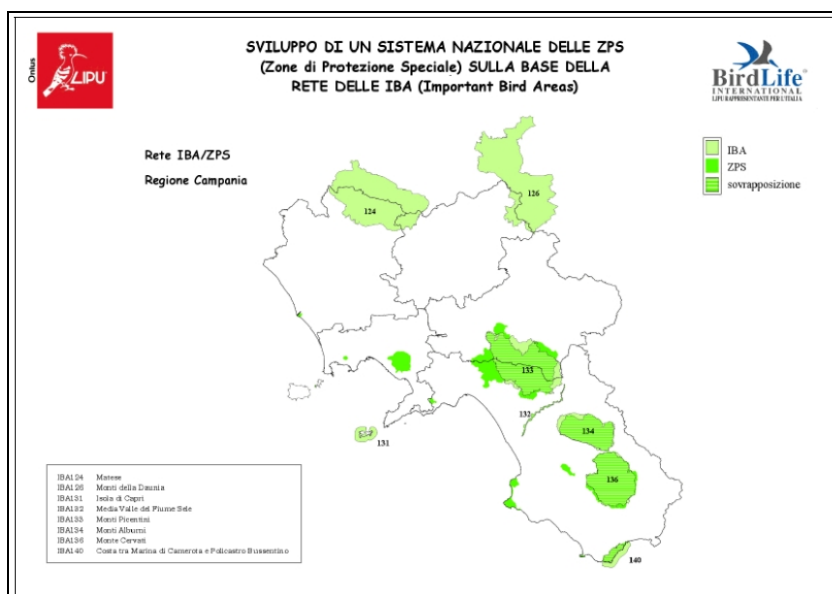 Onlus
LIPU
SVILUPPO DI UN SISTEMA NAZIONALE DELLE ZPS
(Zone di Protezione Speciale) SULLA BASE DELLA
RETE DELLE IBA (Important Bird Areas)
BirdLife
INTERNATIONAL
LIPU RAPPRESENTANTE PER L'ITALIA
Rete IBA/ZPS
Regione Campania
IBA
ZPS
sovrapposizione
124
126
133
132
134
131
136
140
IBA124 Matese
IBA126 Monti della Daunia
IBA131 Isola di Capri
IBA132 Media Valle del Fiume Sele
IBA133 Monti Picentini
IBA134 Monti Alburni
IBA136 Monte Cervati
IBA140 Costa tra Marina di Camerota e Policastro Bussentino